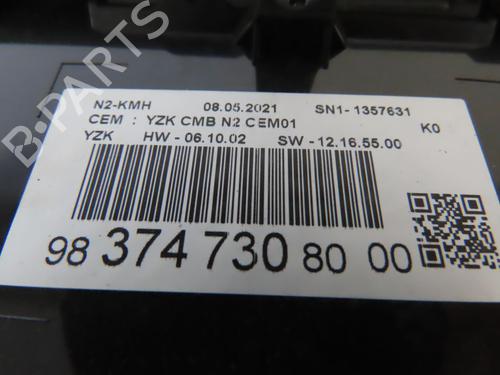 N2-KMH 08.05.2021 SN1- 1357631
CEM : YZK CMB N2 CEM01 K0
YZK HW - 06.10.02 SW - 12.16.55.00
98 374 730 80 00